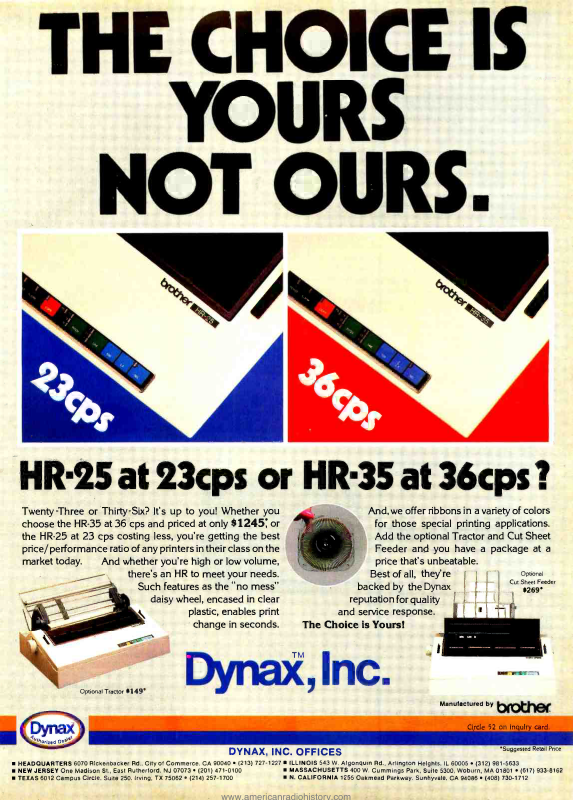 THE CHOICE IS
YOURS
NOT OURS.
brother HR-25
23cps
brother HR-35
36cps
HR-25 at 23cps or HR-35 at 36cps ?
Twenty-Three or Thirty-Six? It's up to you! Whether you
choose the HR-35 at 36 cps and priced at only $1245*, or
the HR-25 at 23 cps costing less, you're getting the best
price/performance ratio of any printers in their class on the
market today. And whether you're high or low volume,
there's an HR to meet your needs.
Such features as the "no mess"
daisy wheel, encased in clear
plastic, enables print
change in seconds.
And, we offer ribbons in a variety of colors
for those special printing applications.
Add the optional Tractor and Cut Sheet
Feeder and you have a package at a
price that's unbeatable.
Best of all, they're
backed by the Dynax
reputation for quality
and service response.
The Choice is Yours!
Optional
Cut Sheet Feeder
$269*
Optional Tractor $149*
Dynax, Inc.™
Manufactured by brother
Dynax
Authorized Dealer
Circle 92 on inquiry card.
*Suggested Retail Price
DYNAX, INC. OFFICES
■ HEADQUARTERS 6070 Rickenbacker Rd., City of Commerce, CA 90040 • (213) 727-1227 ■ ILLINOIS 543 W. Algonquin Rd., Arlington Heights, IL 60005 • (312) 981-5633
■ NEW JERSEY One Madison St., East Rutherford, NJ 07073 • (201) 471-0100 ■ MASSACHUSETTS 400 W. Cummings Park, Suite 5300, Woburn, MA 01801 • (617) 933-8162
■ TEXAS 5012 Campus Circle, Suite 250, Irving, TX 75062 • (214) 257-1700 ■ N. CALIFORNIA 1255 Oakmead Parkway, Sunnyvale, CA 94086 • (408) 730-1712
www.americanradiohistory.com